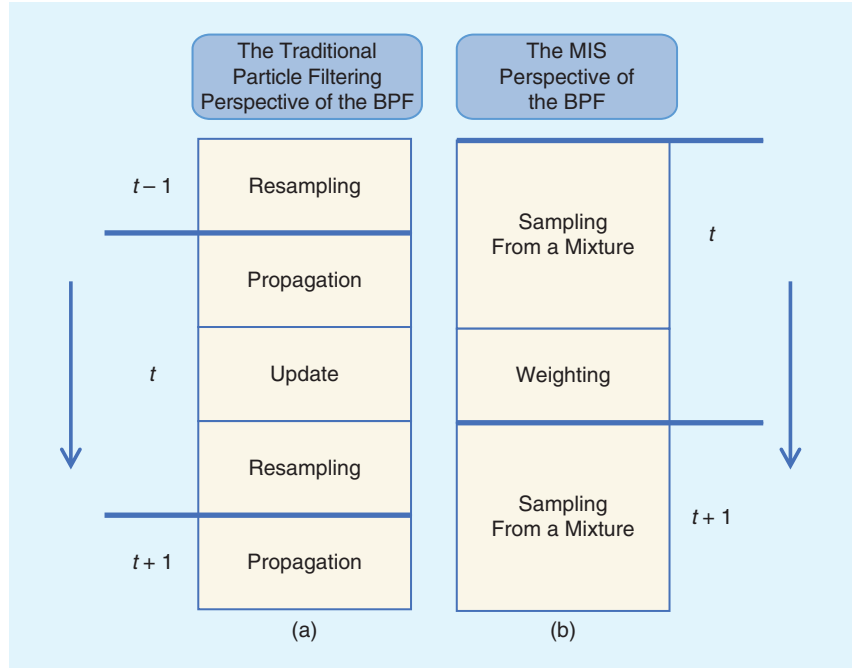 The Traditional
Particle Filtering
Perspective of the BPF
t – 1
Resampling
Propagation
t
Update
Resampling
t + 1
Propagation
(a)
The MIS
Perspective of
the BPF
Sampling
From a Mixture
t
Weighting
Sampling
From a Mixture
t + 1
(b)